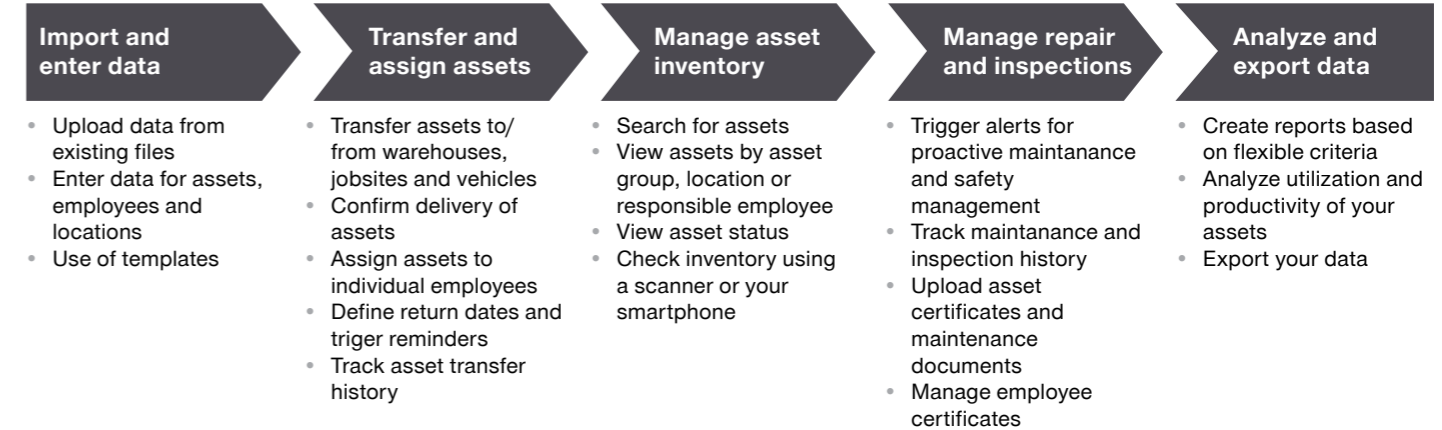 Import and
enter data
• Upload data from
existing files
• Enter data for assets,
employees and
locations
• Use of templates
Transfer and
assign assets
• Transfer assets to/
from warehouses,
jobsites and vehicles
• Confirm delivery of
assets
• Assign assets to
individual employees
• Define return dates and
triger reminders
• Track asset transfer
history
Manage asset
inventory
• Search for assets
• View assets by asset
group, location or
responsible employee
• View asset status
• Check inventory using
a scanner or your
smartphone
Manage repair
and inspections
• Trigger alerts for
proactive maintanance
and safety
management
• Track maintanance and
inspection history
• Upload asset
certificates and
maintenance
documents
• Manage employee
certificates
Analyze and
export data
• Create reports based
on flexible criteria
• Analyze utilization and
productivity of your
assets
• Export your data